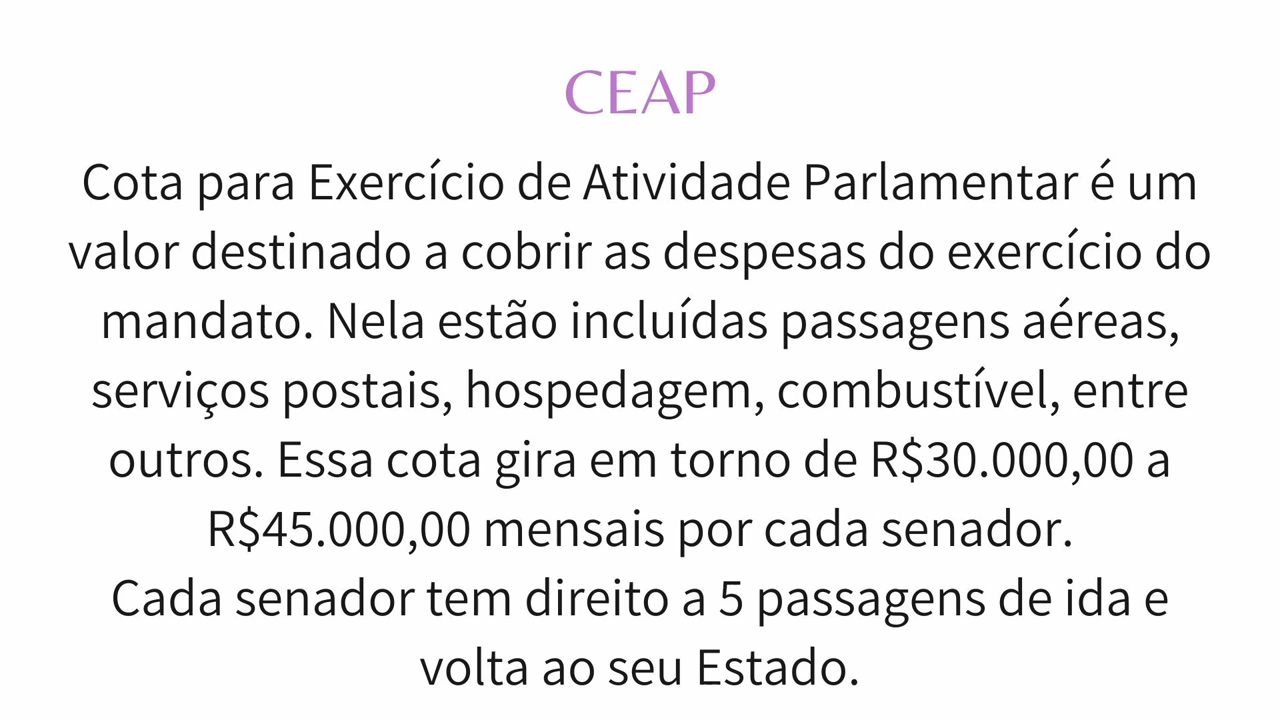 CEAP
Cota para Exercício de Atividade Parlamentar é um
valor destinado a cobrir as despesas do exercício do
mandato. Nela estão incluídas passagens aéreas,
serviços postais, hospedagem, combustível, entre
outros. Essa cota gira em torno de R$30.000,00 a
R$45.000,00 mensais por cada senador.
Cada senador tem direito a 5 passagens de ida e
volta ao seu Estado.